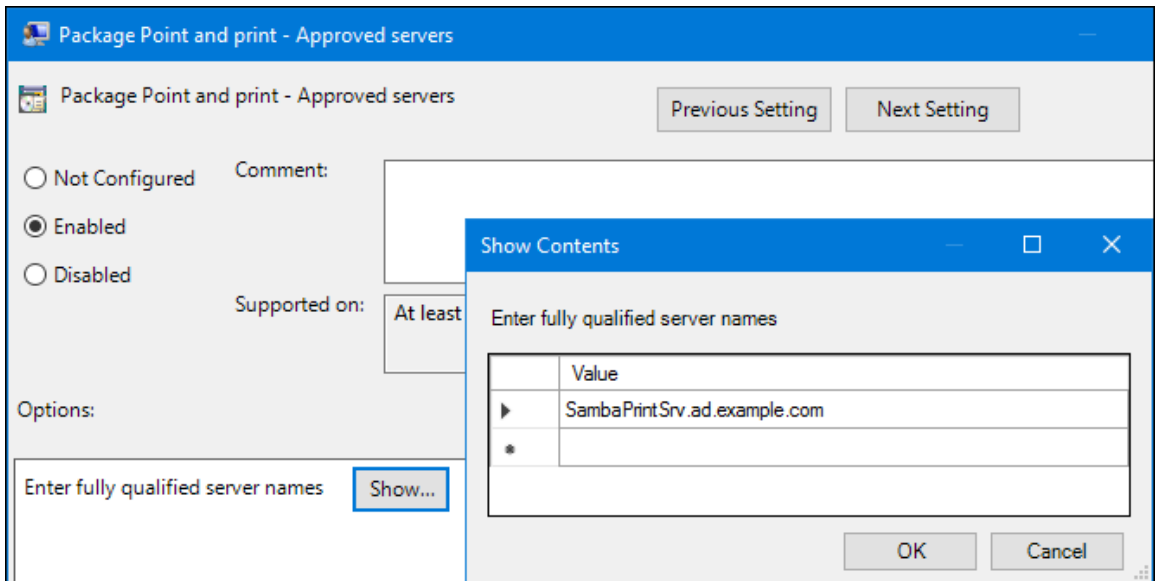 Package Point and print - Approved servers
Package Point and print - Approved servers
Previous Setting
Next Setting
Not Configured
Comment:
Enabled
Disabled
Supported on:
At least
Options:
Enter fully qualified server names
Show...
Show Contents
Enter fully qualified server names
Value
SambaPrintSrv.ad.example.com
OK
Cancel